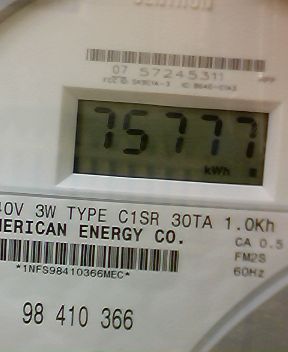 CENTRON
07 57245311
75777
kWh
40V 3W TYPE C1SR 30TA 1.0Kh
MERICAN ENERGY CO.
CA 0.5
FM2S
60Hz
*1NFS98410366MEC*
98 410 366